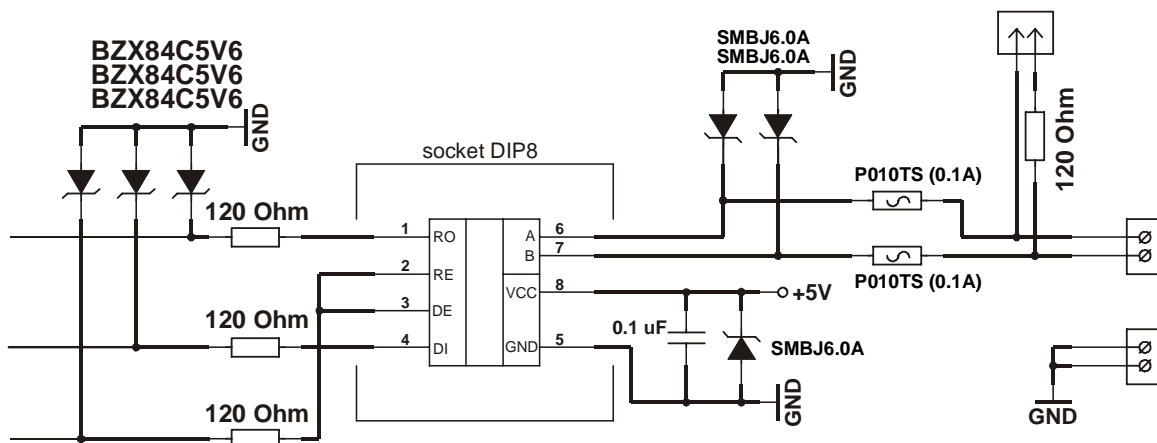 BZX84C5V6
BZX84C5V6
BZX84C5V6
GND
SMBJ6.0A
SMBJ6.0A
GND
socket DIP8
120 Ohm
P010TS (0.1A)
120 Ohm
1 RO A 6
B 7
2 RE
P010TS (0.1A)
VCC 8 +5V
3 DE
120 Ohm
0.1 uF
4 DI GND 5
SMBJ6.0A
120 Ohm
GND
GND